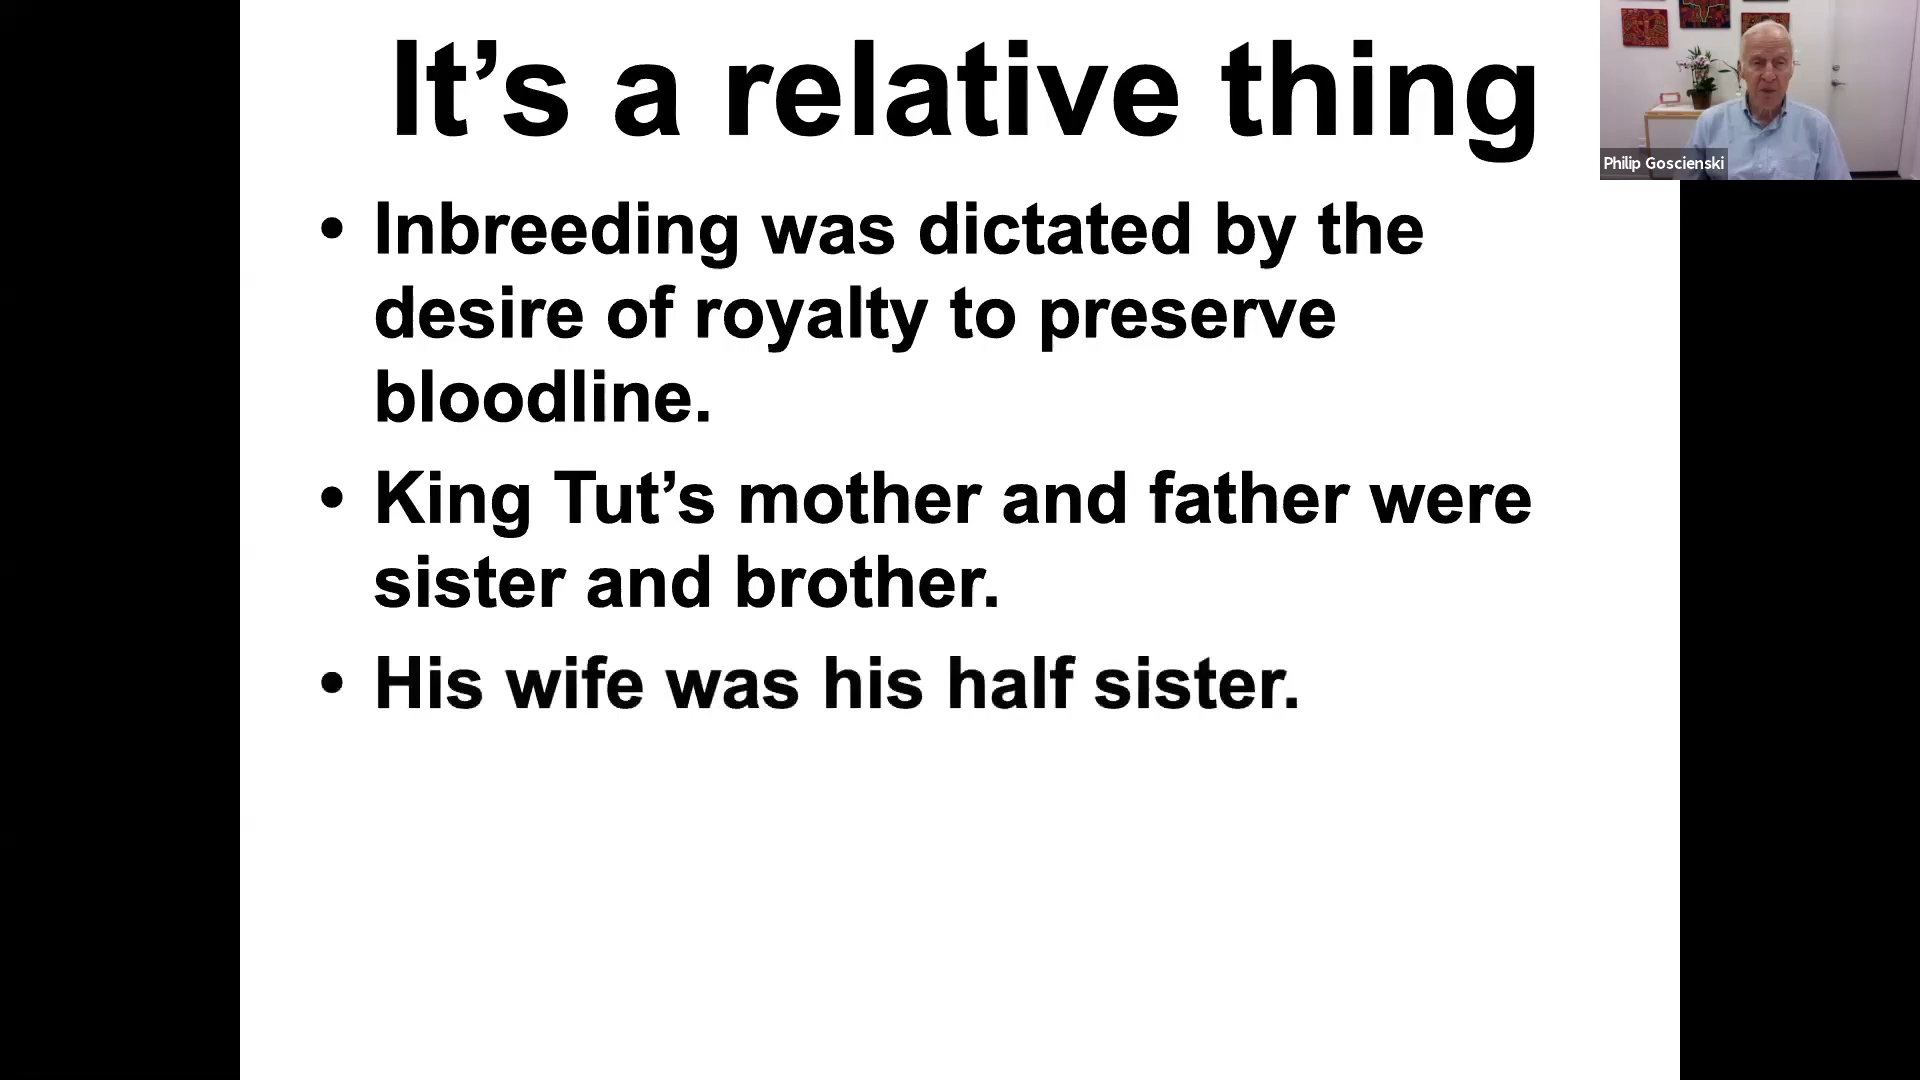 It’s a relative thing
• Inbreeding was dictated by the
desire of royalty to preserve
bloodline.
• King Tut’s mother and father were
sister and brother.
• His wife was his half sister.
Philip Goscienski